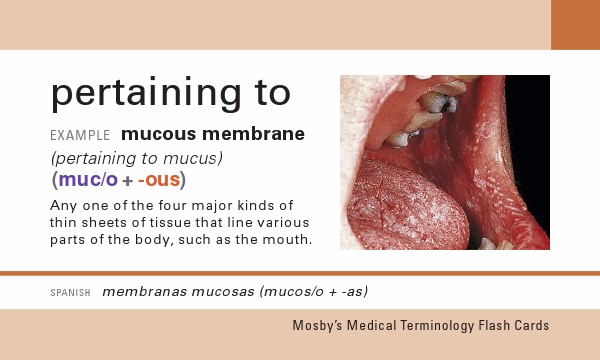 pertaining to
EXAMPLE mucous membrane
(pertaining to mucus)
(muc/o + -ous)
Any one of the four major kinds of
thin sheets of tissue that line various
parts of the body, such as the mouth.
SPANISH membranas mucosas (mucos/o + -as)
Mosby's Medical Terminology Flash Cards